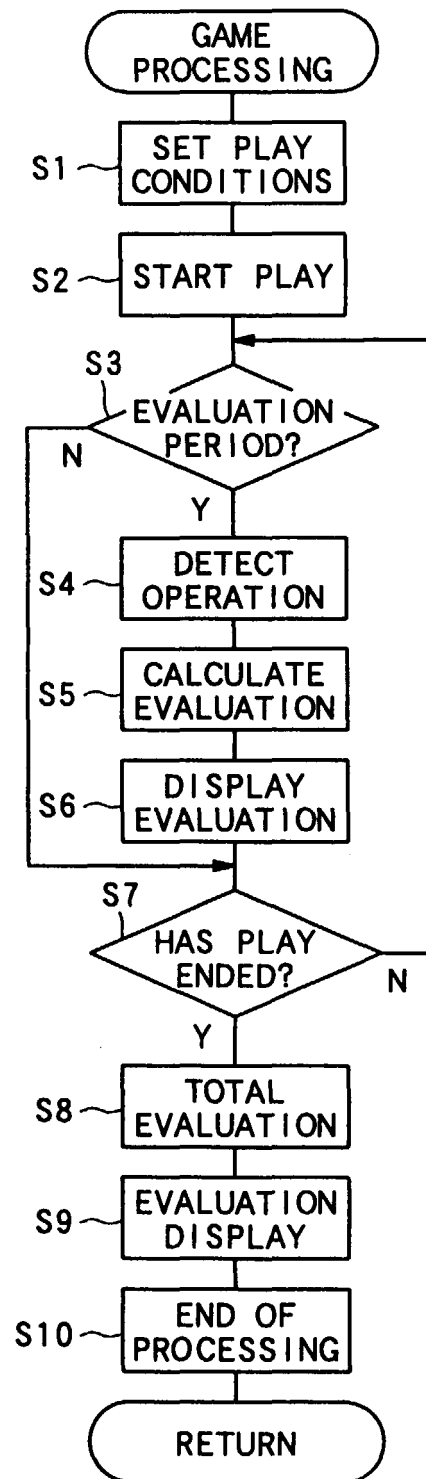 GAME
PROCESSING
S1
SET PLAY
CONDITIONS
S2
START PLAY
S3
EVALUATION
PERIOD?
N
Y
S4
DETECT
OPERATION
S5
CALCULATE
EVALUATION
S6
DISPLAY
EVALUATION
S7
HAS PLAY
ENDED?
N
Y
S8
TOTAL
EVALUATION
S9
EVALUATION
DISPLAY
S10
END OF
PROCESSING
RETURN